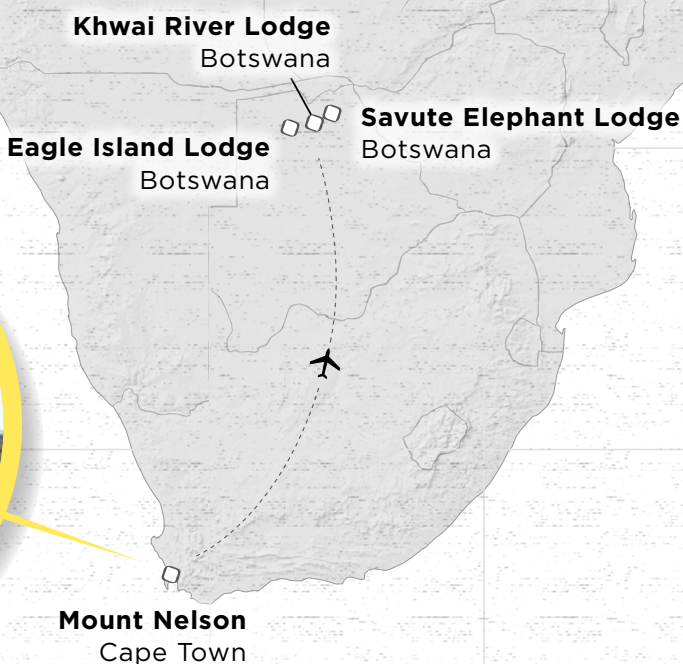 Khwai River Lodge
Botswana
Savute Elephant Lodge
Botswana
Eagle Island Lodge
Botswana
Mount Nelson
Cape Town